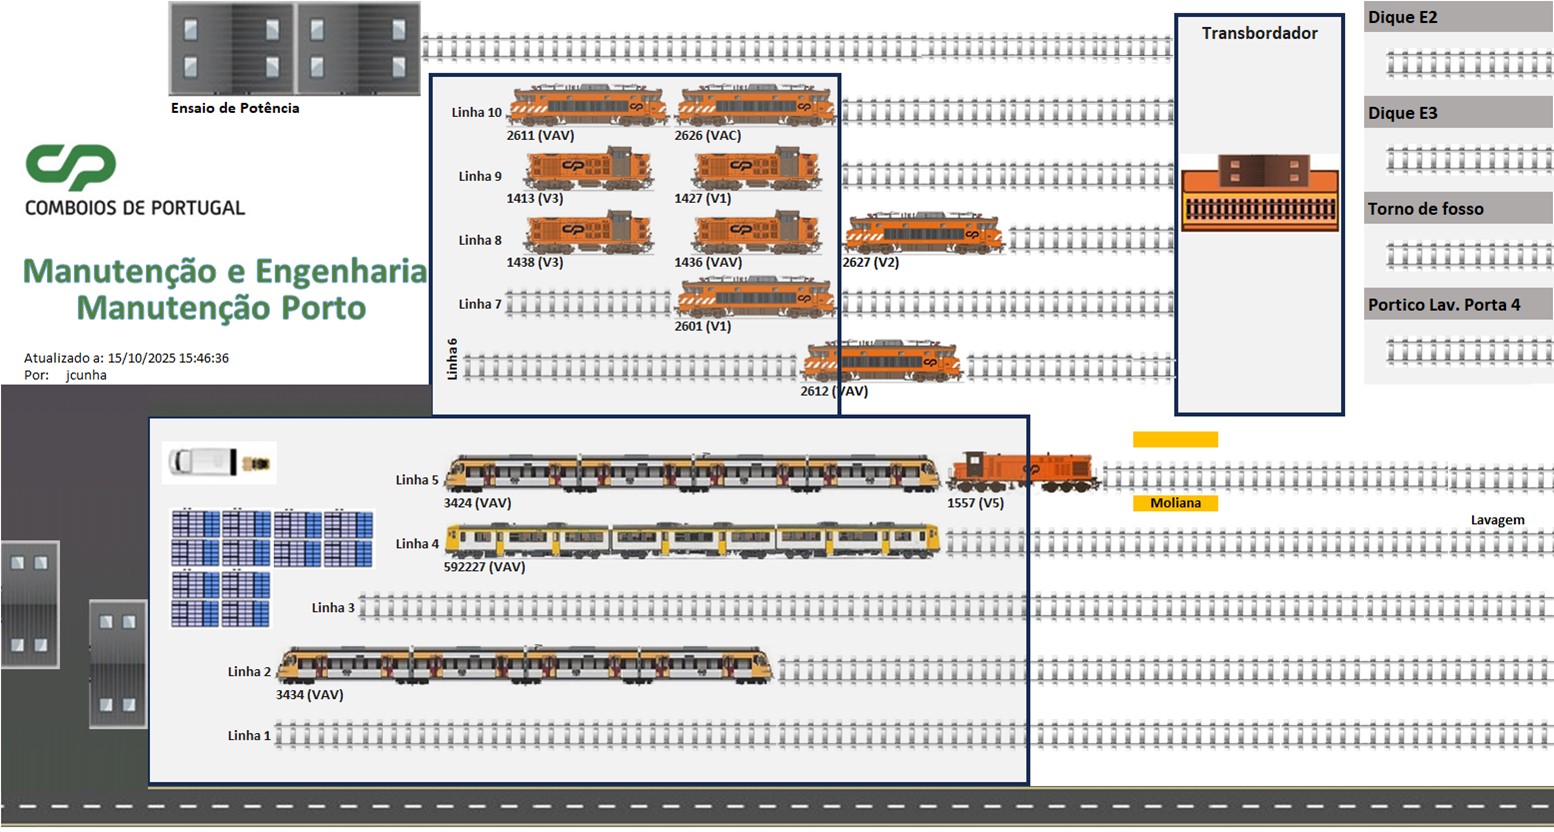 Ensaio de Potência
CP
COMBOIOS DE PORTUGAL
Manutenção e Engenharia
Manutenção Porto
Atualizado a: 15/10/2025 15:46:36
Por: jcunha
Linha 10
2611 (VAV)
2626 (VAC)
Linha 9
1413 (V3)
1427 (V1)
Linha 8
1438 (V3)
1436 (VAV)
2627 (V2)
Linha 7
2601 (V1)
Linha 6
2612 (VAV)
Transbordador
Dique E2
Dique E3
Torno de fosso
Portico Lav. Porta 4
Linha 5
3424 (VAV)
1557 (V5)
Moliana
Lavagem
Linha 4
592227 (VAV)
Linha 3
Linha 2
3434 (VAV)
Linha 1